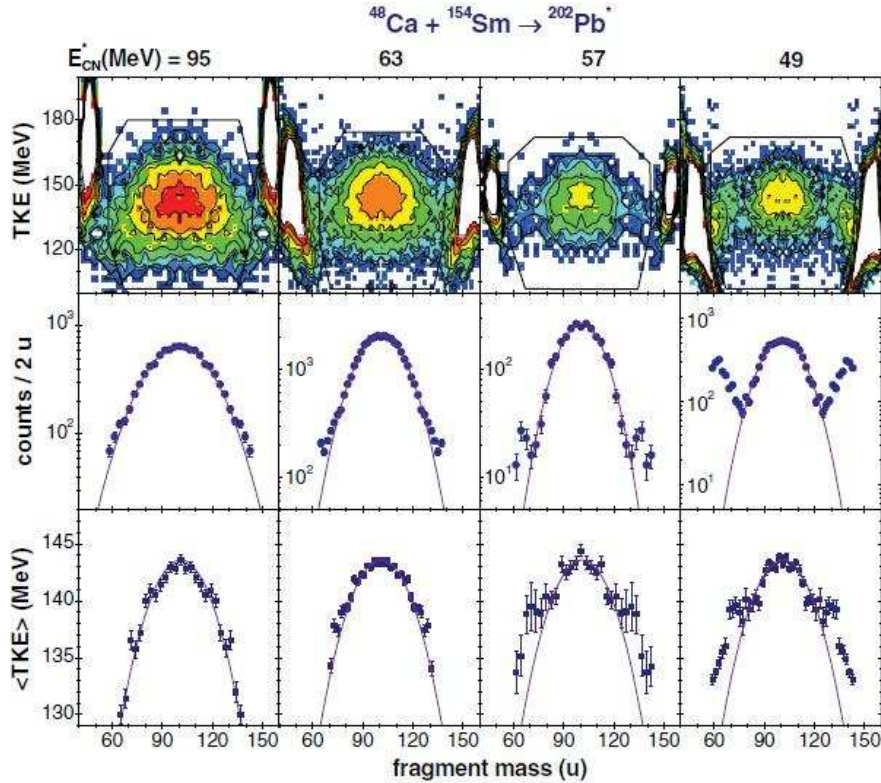 ⁴⁸Ca + ¹⁵⁴Sm → ²⁰²Pb*
E*CN(MeV) = 95 63 57 49
TKE (MeV)
180
150
120
counts / 2 u
10³ 10³ 10² 10³
10² 10² 10¹ 10²
10¹
<TKE> (MeV)
145
140
135
130
60 90 120 150 60 90 120 150 60 90 120 150 60 90 120 150
fragment mass (u)